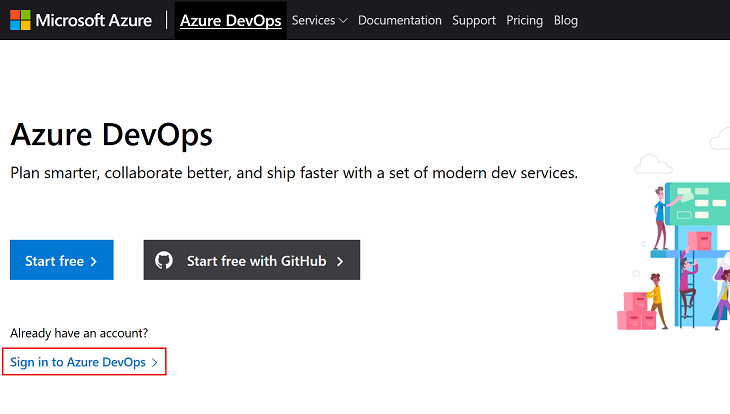 Microsoft Azure Azure DevOps Services Documentation Support Pricing Blog
Azure DevOps
Plan smarter, collaborate better, and ship faster with a set of modern dev services.
Start free Start free with GitHub
Already have an account?
Sign in to Azure DevOps